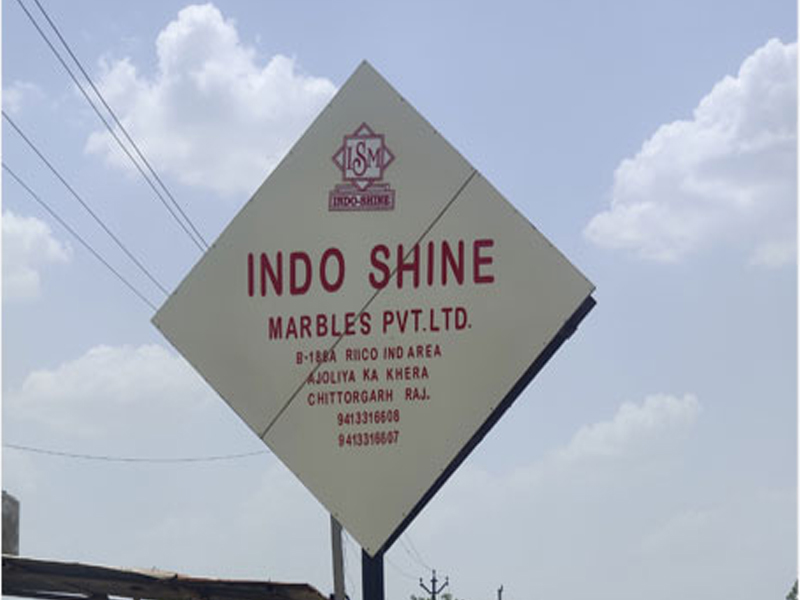 ISM
INDO-SHINE
INDO SHINE
MARBLES PVT.LTD.
B-188A RIICO IND AREA
AJOLIYA KA KHERA
CHITTORGARH RAJ.
9413316608
9413316607